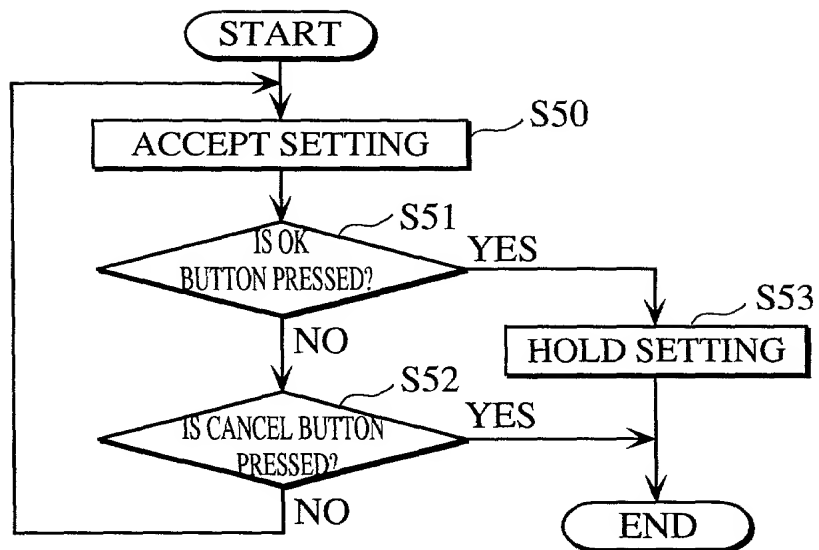 START
S50
ACCEPT SETTING
S51
IS OK
BUTTON PRESSED?
YES
S53
HOLD SETTING
NO
S52
IS CANCEL BUTTON
PRESSED?
YES
NO
END